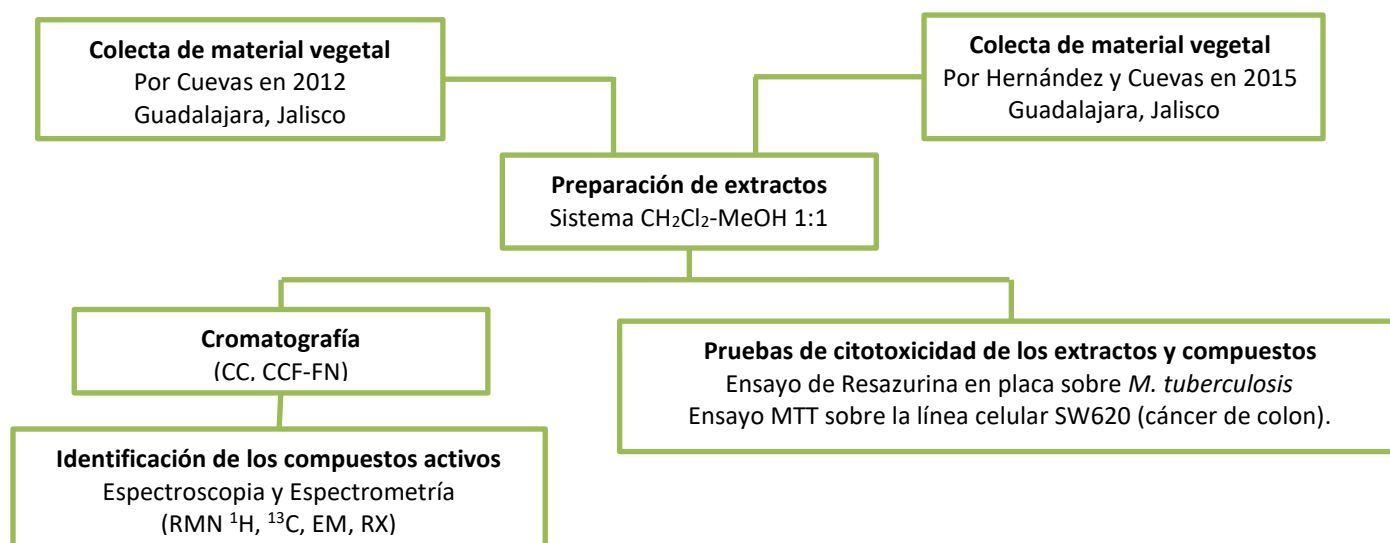 Colecta de material vegetal
Por Cuevas en 2012
Guadalajara, Jalisco
Colecta de material vegetal
Por Hernández y Cuevas en 2015
Guadalajara, Jalisco
Preparación de extractos
Sistema CH₂Cl₂-MeOH 1:1
Cromatografía
(CC, CCF-FN)
Pruebas de citotoxicidad de los extractos y compuestos
Ensayo de Resazurina en placa sobre M. tuberculosis
Ensayo MTT sobre la línea celular SW620 (cáncer de colon).
Identificación de los compuestos activos
Espectroscopia y Espectrometría
(RMN ¹H, ¹³C, EM, RX)